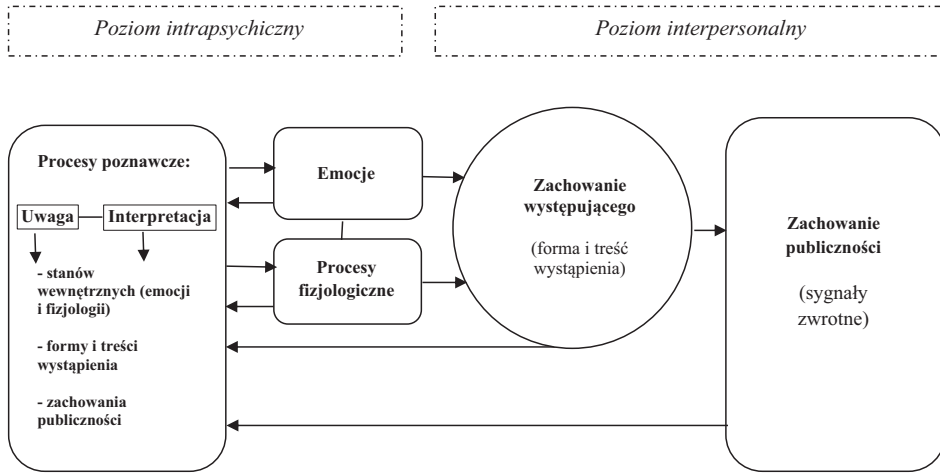 Poziom intrapsychiczny
Poziom interpersonalny
Procesy poznawcze:
Uwaga
Interpretacja
- stanów
wewnętrznych (emocji
i fizjologii)
- formy i treści
wystąpienia
- zachowania
publiczności
Emocje
Procesy
fizjologiczne
Zachowanie
występującego
(forma i treść
wystąpienia)
Zachowanie
publiczności
(sygnały
zwrotne)